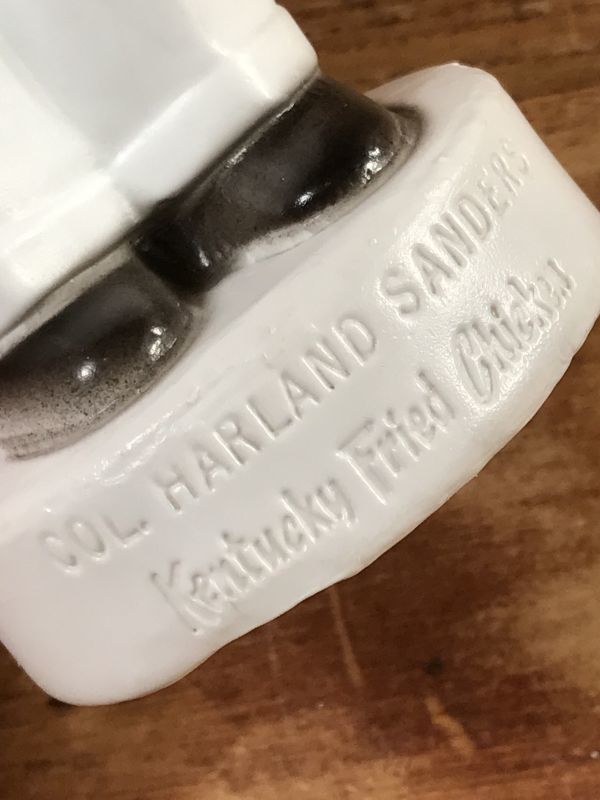 COL. HARLAND SANDERS
Kentucky Fried Chicken